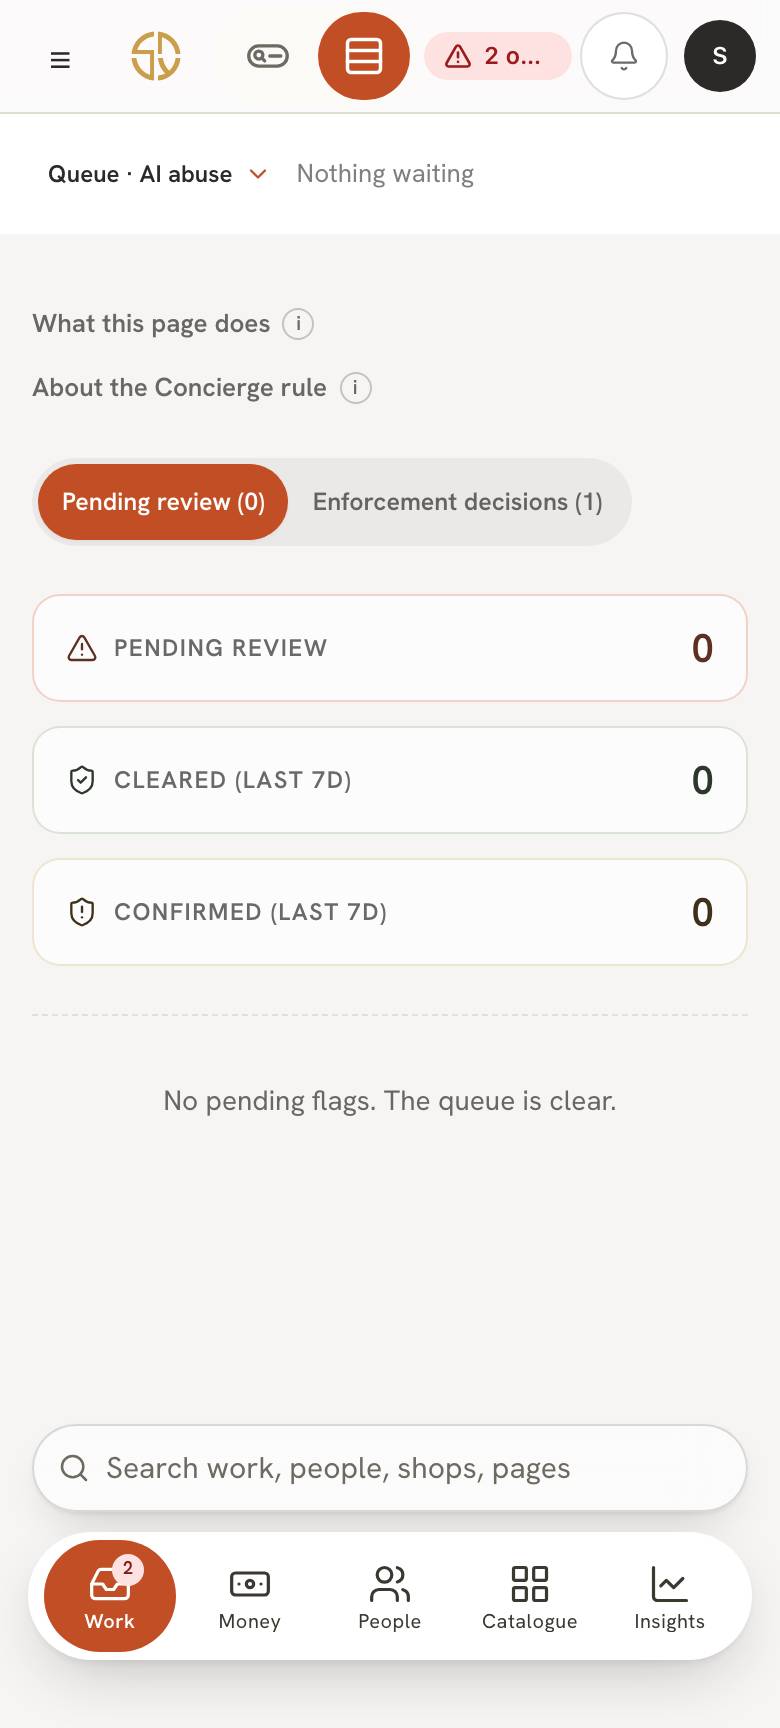 2 o...
S
Queue · AI abuse
Nothing waiting
What this page does i
About the Concierge rule i
Pending review (0)
Enforcement decisions (1)
PENDING REVIEW 0
CLEARED (LAST 7D) 0
CONFIRMED (LAST 7D) 0
No pending flags. The queue is clear.
Search work, people, shops, pages
2
Work
Money
People
Catalogue
Insights